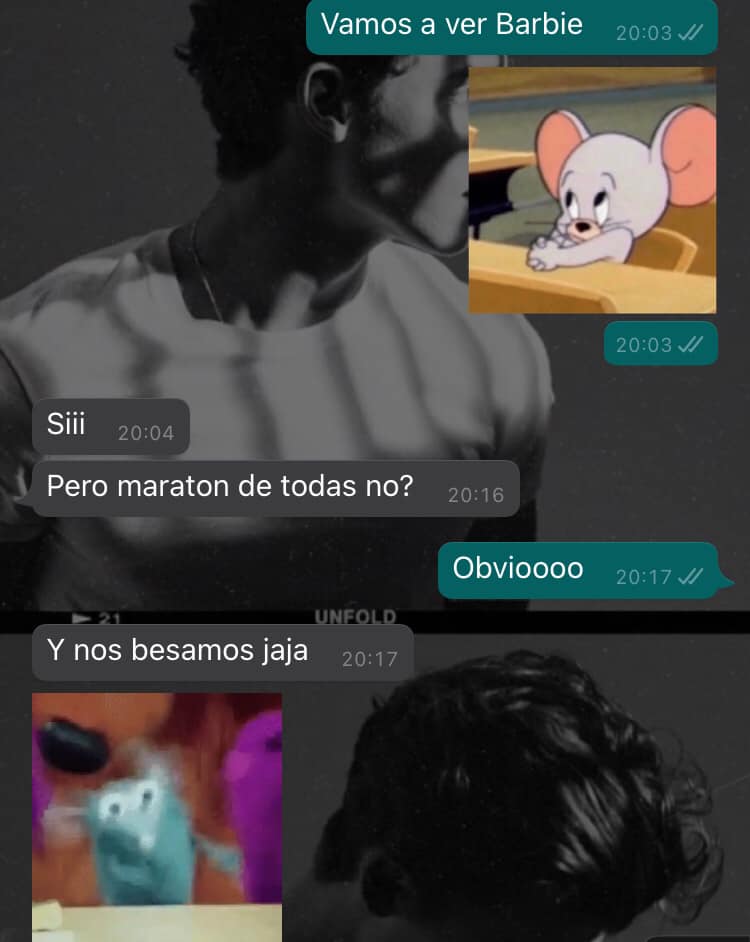 Vamos a ver Barbie 20:03
20:03
Siii 20:04
Pero maraton de todas no? 20:16
Obvioooo 20:17
21 UNFOLD
Y nos besamos jaja 20:17